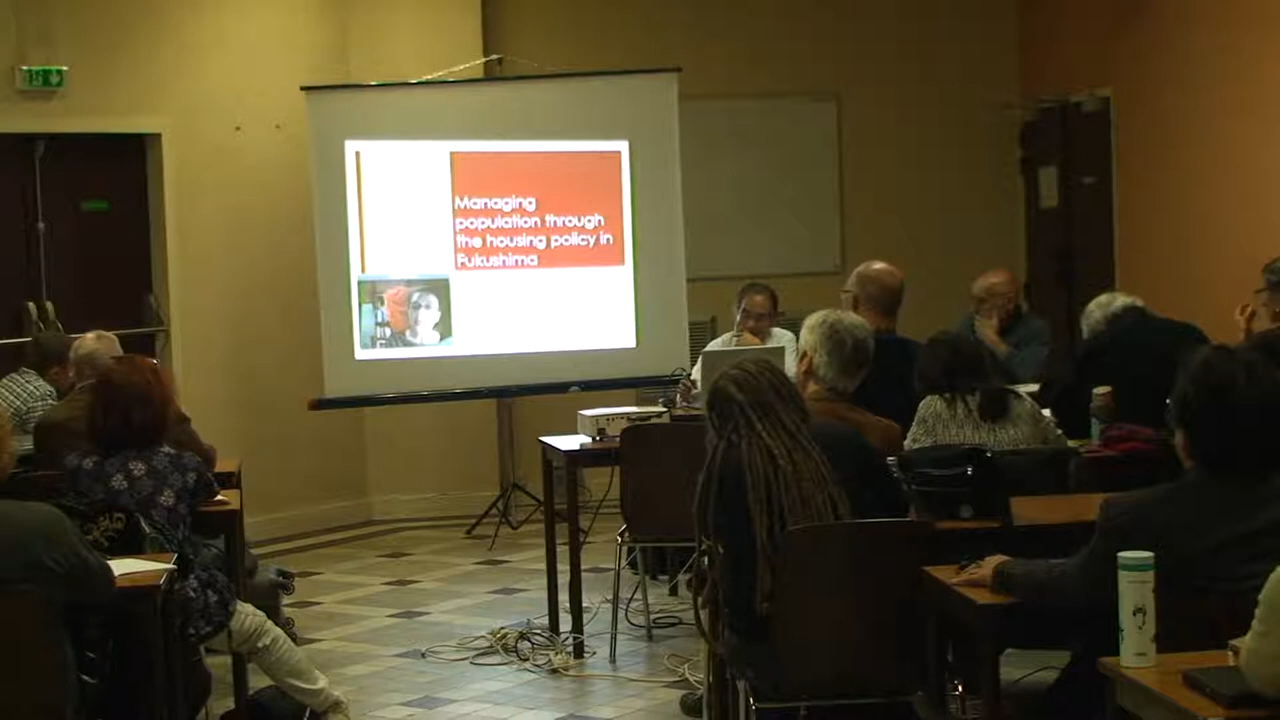 Managing
population through
the housing policy in
Fukushima